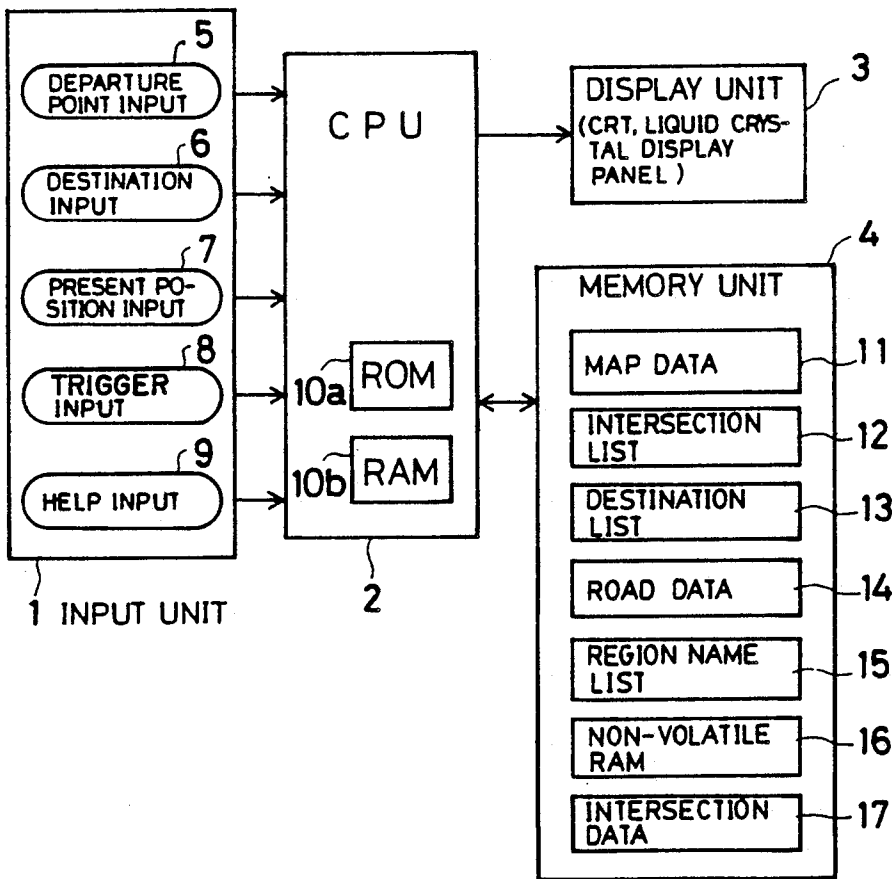 5
DEPARTURE
POINT INPUT
6
DESTINATION
INPUT
7
PRESENT PO-
SITION INPUT
8
TRIGGER
INPUT
9
HELP INPUT
1 INPUT UNIT
CPU
10a
ROM
10b
RAM
2
DISPLAY UNIT
(CRT, LIQUID CRYS-
TAL DISPLAY
PANEL)
3
4
MEMORY UNIT
MAP DATA
11
INTERSECTION
LIST
12
DESTINATION
LIST
13
ROAD DATA
14
REGION NAME
LIST
15
NON-VOLATILE
RAM
16
INTERSECTION
DATA
17